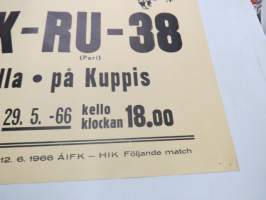 K-RU-38
(Pori)
lla • på Kuppis
29. 5. -66 kello klockan 18.00
12. 6. 1966 ÅIFK — HIK Följande match